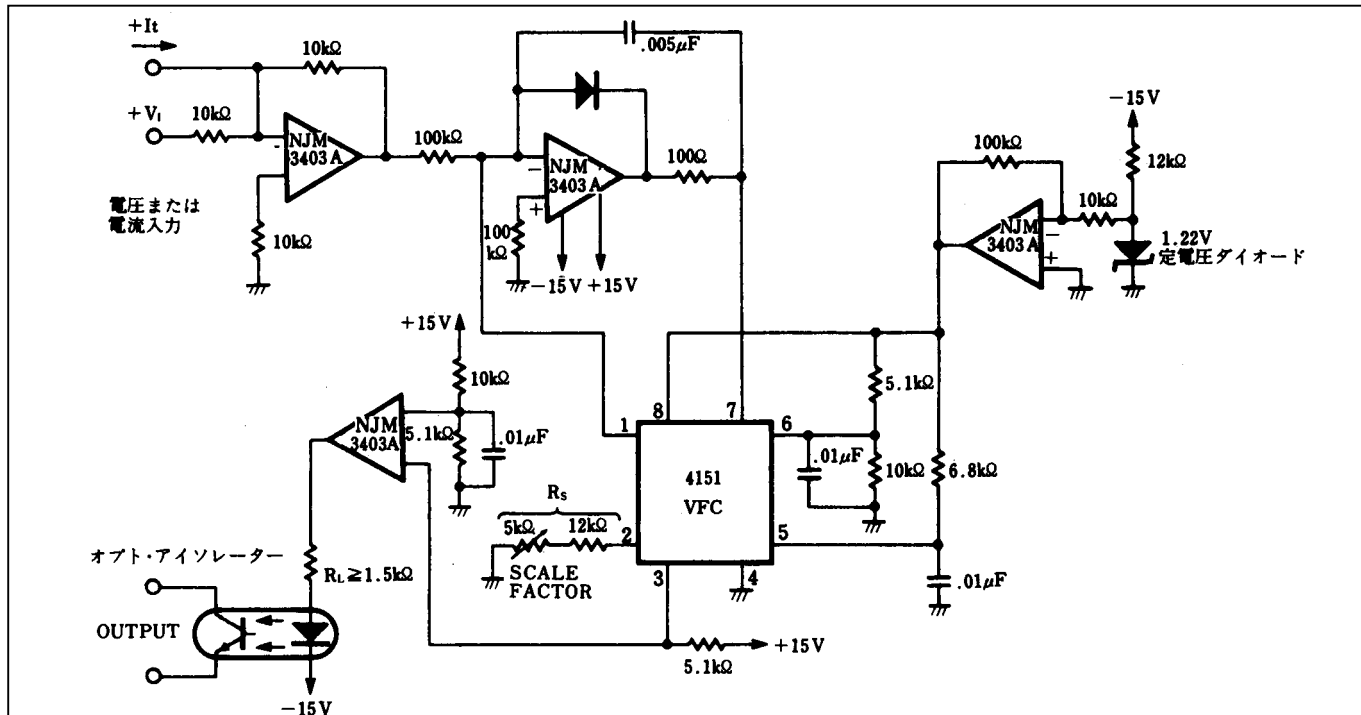 +It
10kΩ
+V₁
10kΩ
NJM
3403A
-
10kΩ
電圧または
電流入力
100kΩ
.005μF
NJM
3403A
−
+
100
kΩ
−15V
+15V
100Ω
−15V
12kΩ
100kΩ
10kΩ
NJM
3403A
−
+
1.22V
定電圧ダイオード
+15V
10kΩ
NJM
3403A
5.1kΩ
.01μF
8
7
1
6
4151
VFC
2
5
3
4
5.1kΩ
.01μF
10kΩ
6.8kΩ
.01μF
Rs
5kΩ
12kΩ
SCALE
FACTOR
オプト・アイソレーター
RL≧1.5kΩ
OUTPUT
−15V
5.1kΩ
+15V